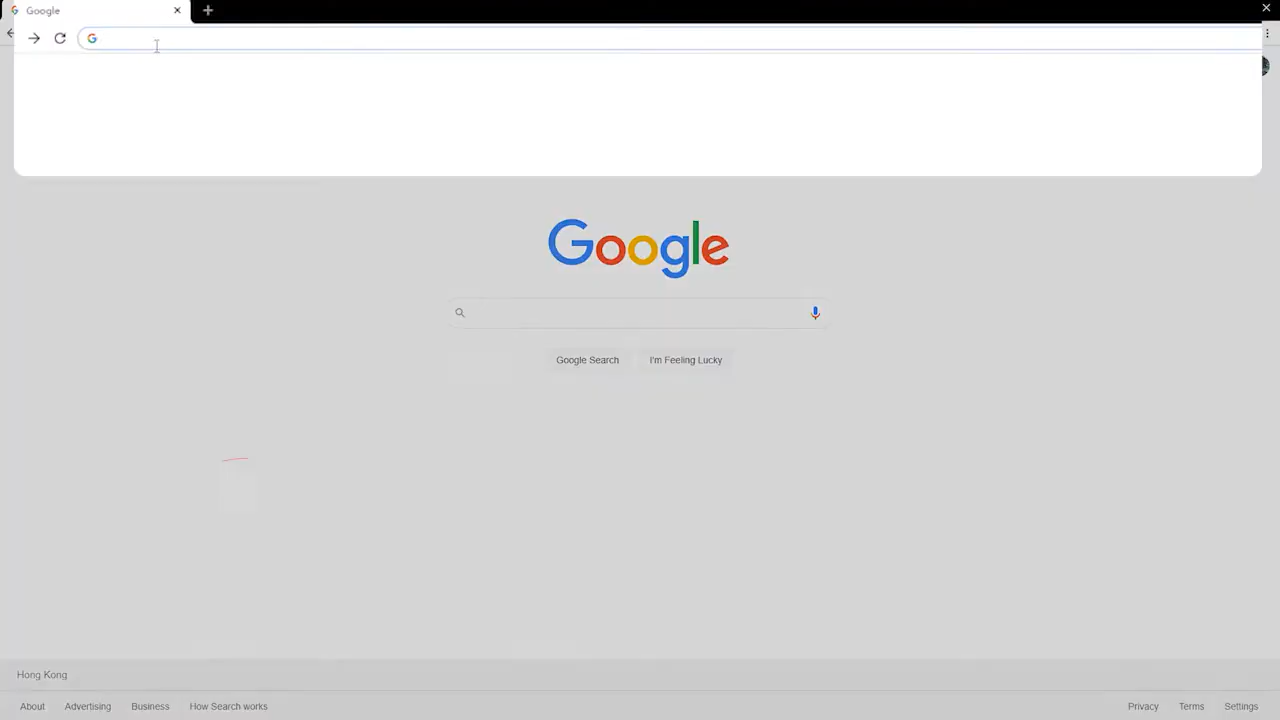 Google
Google
Google Search
I'm Feeling Lucky
Hong Kong
About
Advertising
Business
How Search works
Privacy
Terms
Settings